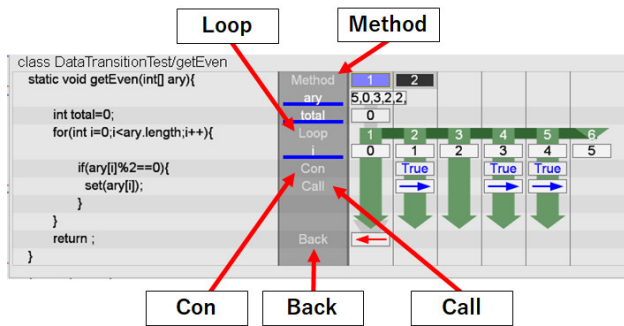 Loop Method
class DataTransitionTest/getEven
static void getEven(int[] ary){ Method 1 2
ary 5,0,3,2,2,
int total=0; total 0
for(int i=0;i<ary.length;i++){ Loop 1 2 3 4 5 6
i 0 1 2 3 4 5
if(ary[i]%2==0){ Con True True True
set(ary[i]); Call
}
}
return ; Back
}
Con Back Call